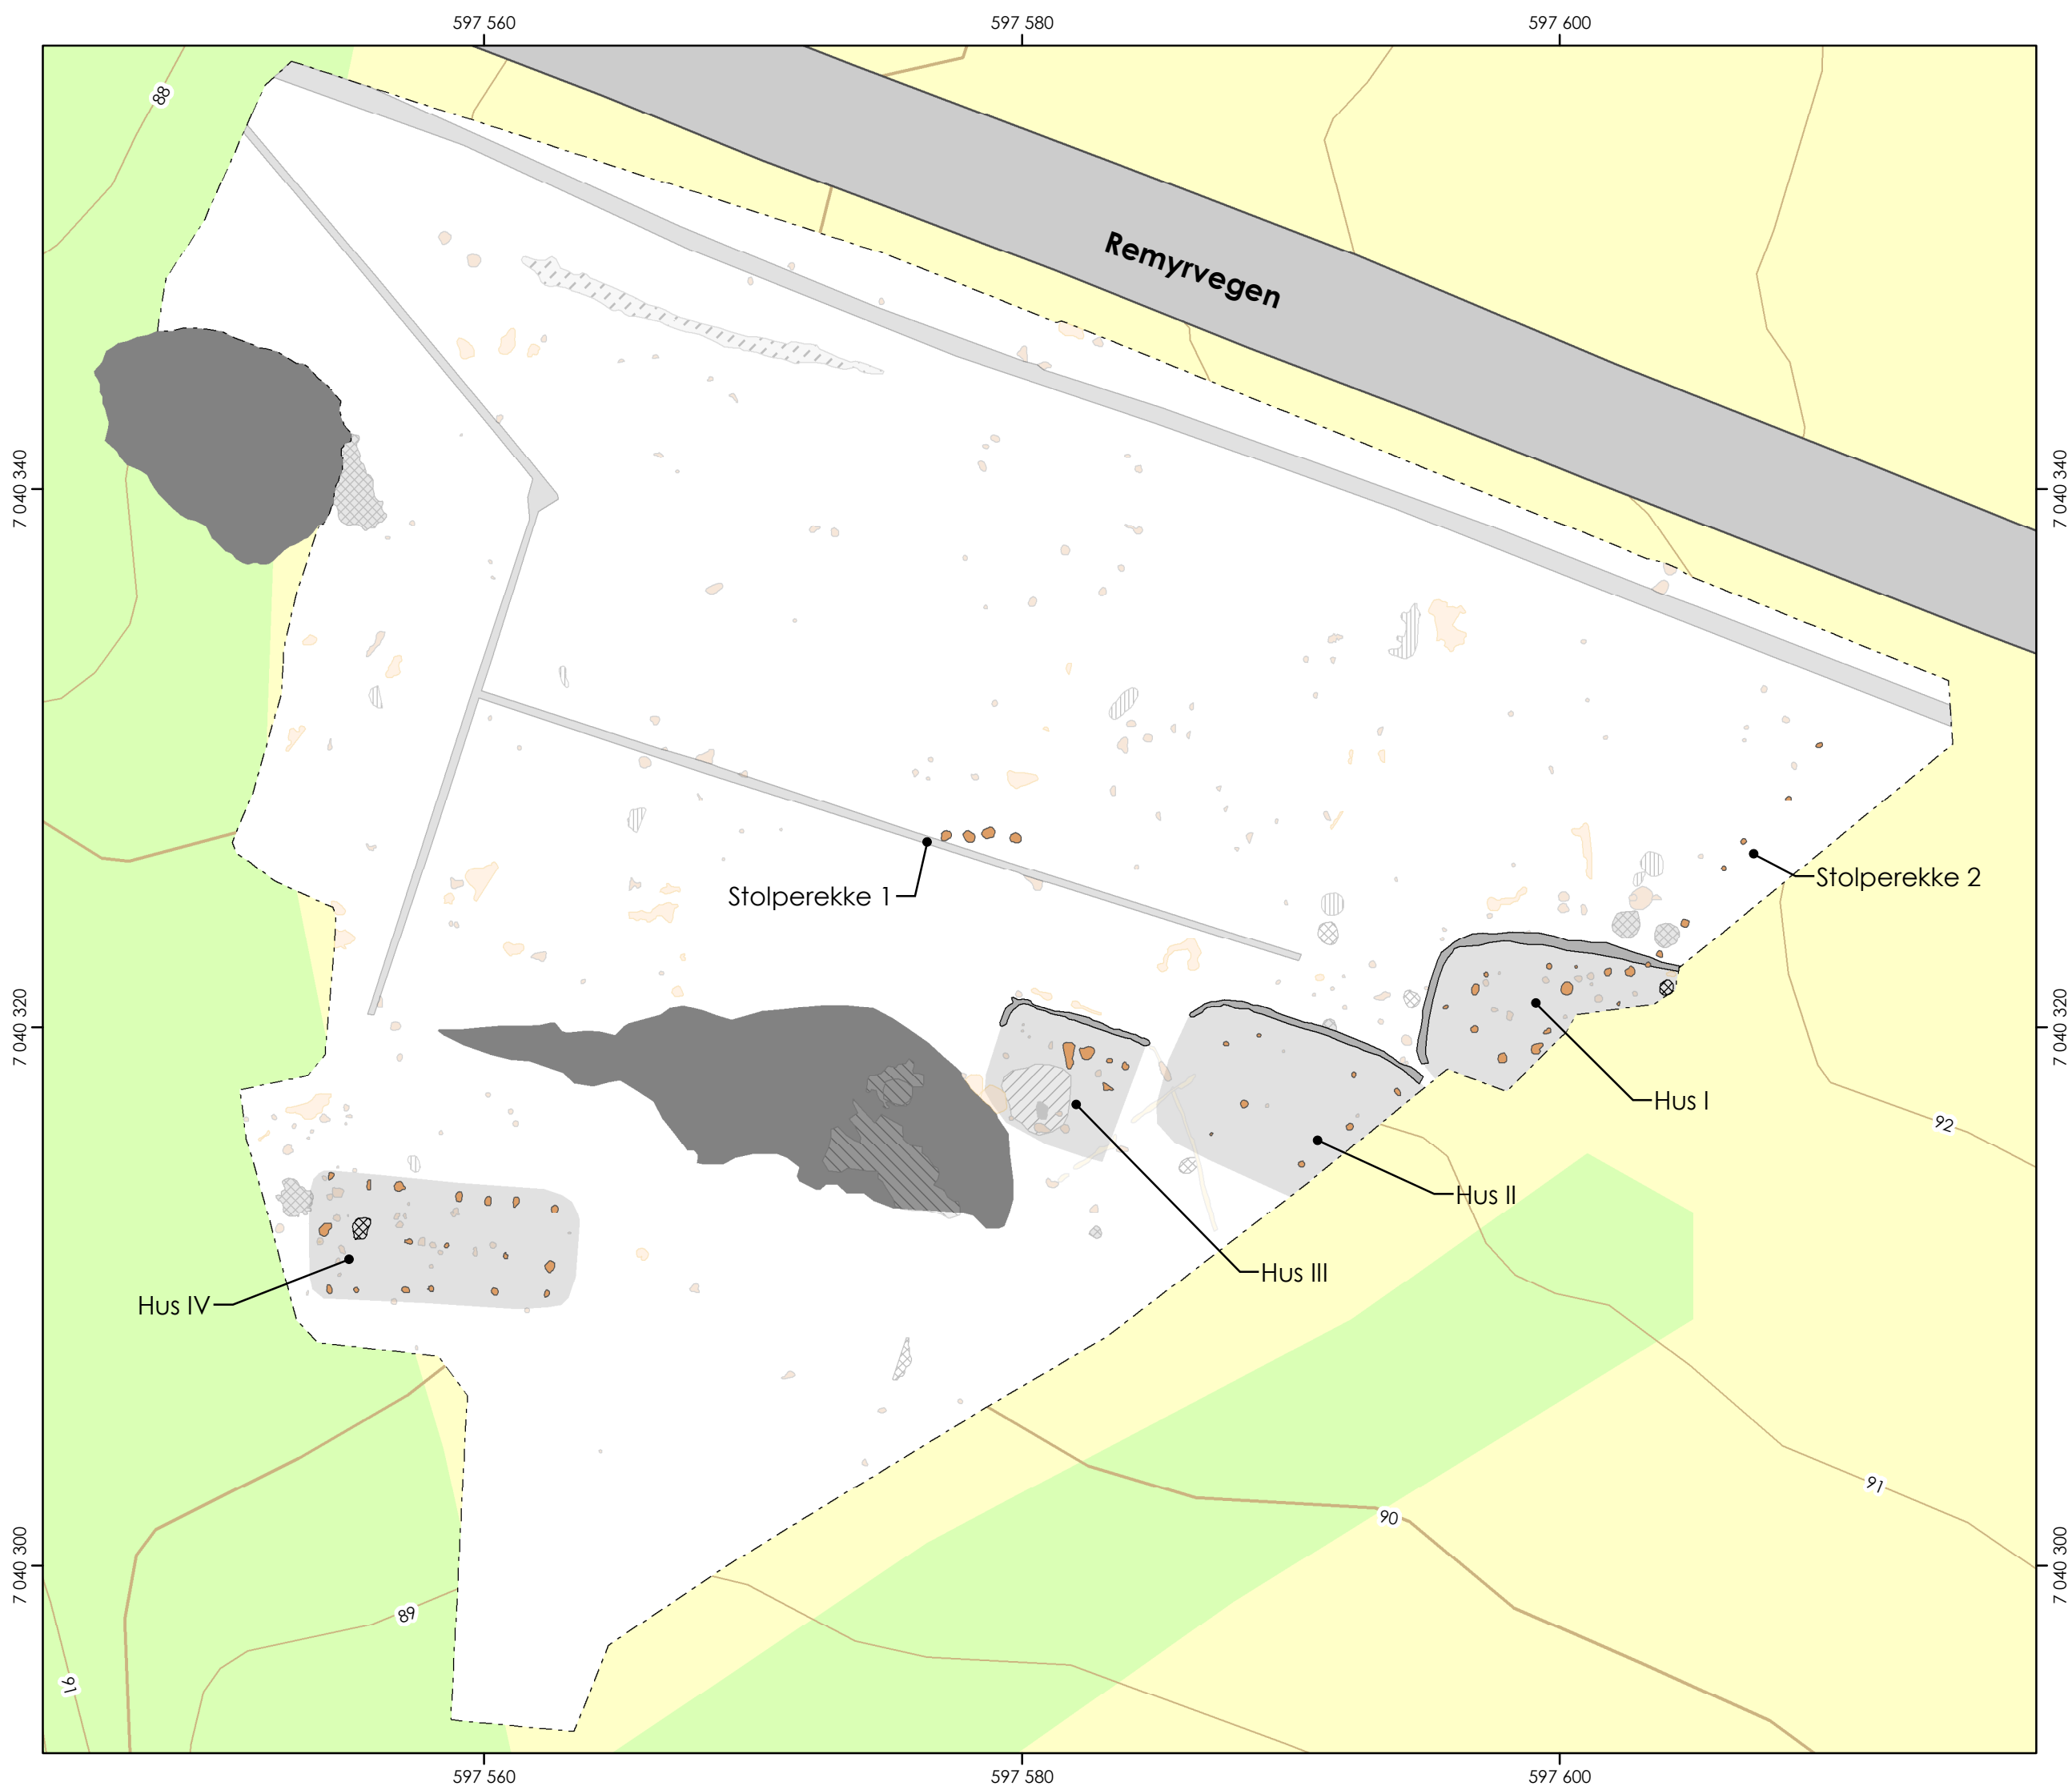 597 560
597 580
597 600
88
Remyrvegen
7 040 340
7 040 340
Stolperekke 1
Stolperekke 2
7 040 320
7 040 320
Hus I
92
Hus II
Hus III
Hus IV
91
90
7 040 300
7 040 300
89
91
597 560
597 580
597 600